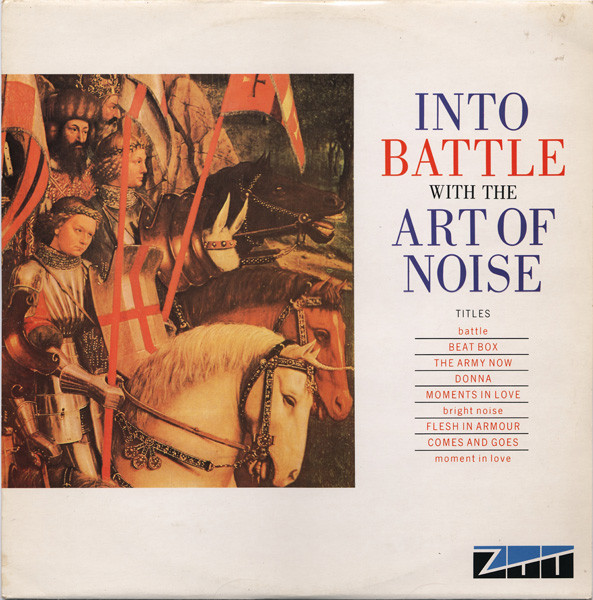 INTO
BATTLE
WITH THE
ART OF
NOISE
TITLES
battle
BEAT BOX
THE ARMY NOW
DONNA
MOMENTS IN LOVE
bright noise
FLESH IN ARMOUR
COMES AND GOES
moment in love
ZTT